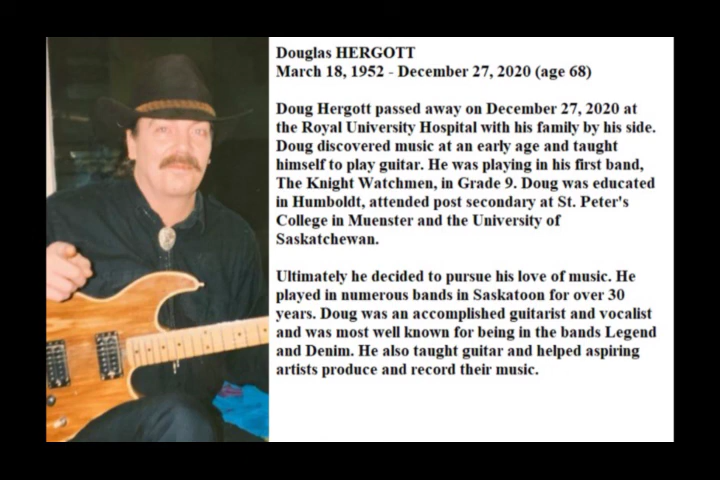 Douglas HERGOTT
March 18, 1952 - December 27, 2020 (age 68)
Doug Hergott passed away on December 27, 2020 at
the Royal University Hospital with his family by his side.
Doug discovered music at an early age and taught
himself to play guitar. He was playing in his first band,
The Knight Watchmen, in Grade 9. Doug was educated
in Humboldt, attended post secondary at St. Peter's
College in Muenster and the University of
Saskatchewan.
Ultimately he decided to pursue his love of music. He
played in numerous bands in Saskatoon for over 30
years. Doug was an accomplished guitarist and vocalist
and was most well known for being in the bands Legend
and Denim. He also taught guitar and helped aspiring
artists produce and record their music.